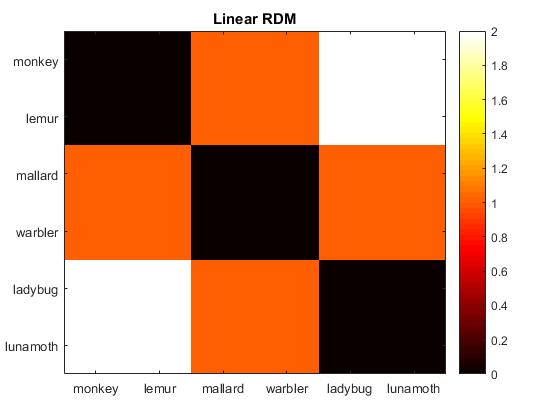 Linear RDM
monkey
lemur
mallard
warbler
ladybug
lunamoth
monkey lemur mallard warbler ladybug lunamoth
2
1.8
1.6
1.4
1.2
1
0.8
0.6
0.4
0.2
0